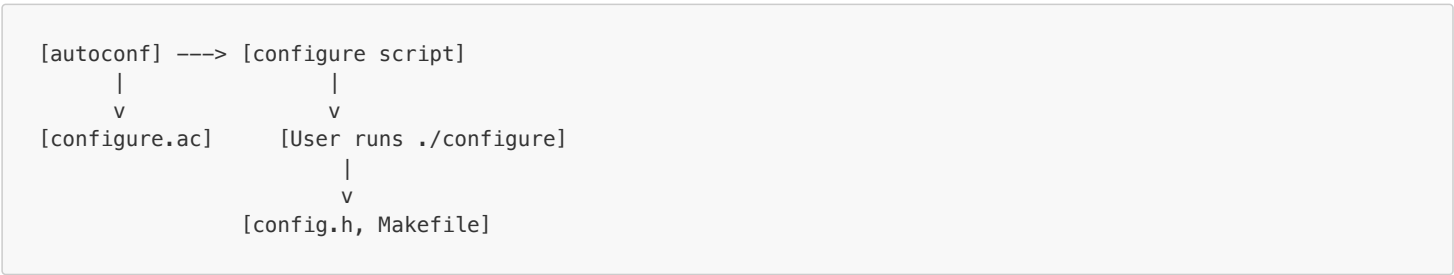 [autoconf] ---> [configure script]
      |                    |
      v                    v
[configure.ac]     [User runs ./configure]
                            |
                            v
                   [config.h, Makefile]